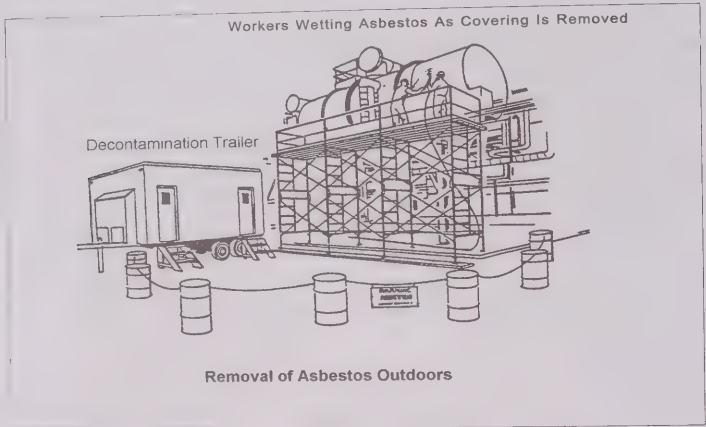 Workers Wetting Asbestos As Covering Is Removed
Decontamination Trailer
Removal of Asbestos Outdoors